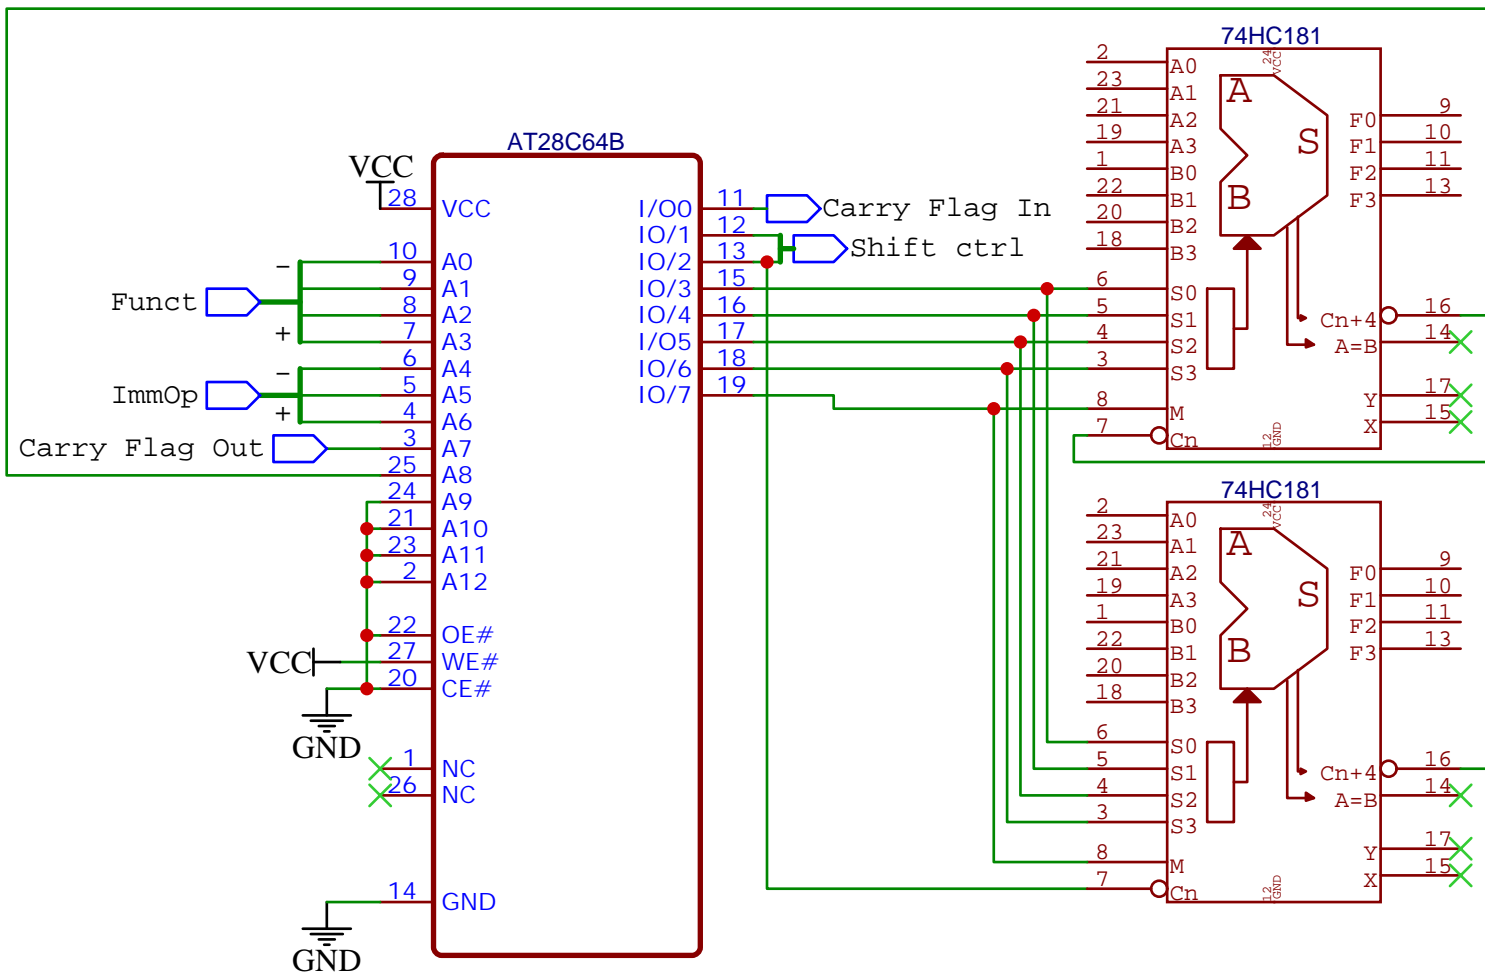 74HC181
2 A0
23 A1
21 A2
19 A3
1 B0
22 B1
20 B2
18 B3
6 S0
5 S1
4 S2
3 S3
8 M
7 Cn
A
B
S
24 VCC
12 GND
F0 9
F1 10
F2 11
F3 13
Cn+4 16
A=B 14
Y 17
X 15
AT28C64B
VCC
28 VCC
10 A0
9 A1
8 A2
7 A3
6 A4
5 A5
4 A6
3 A7
25 A8
24 A9
21 A10
23 A11
2 A12
22 OE#
27 WE#
20 CE#
1 NC
26 NC
14 GND
Funct
−
+
ImmOp
−
+
Carry Flag Out
VCC
GND
GND
I/O0 11
IO/1 12
IO/2 13
IO/3 15
IO/4 16
I/O5 17
IO/6 18
IO/7 19
Carry Flag In
Shift ctrl
74HC181
2 A0
23 A1
21 A2
19 A3
1 B0
22 B1
20 B2
18 B3
6 S0
5 S1
4 S2
3 S3
8 M
7 Cn
A
B
S
24 VCC
12 GND
F0 9
F1 10
F2 11
F3 13
Cn+4 16
A=B 14
Y 17
X 15